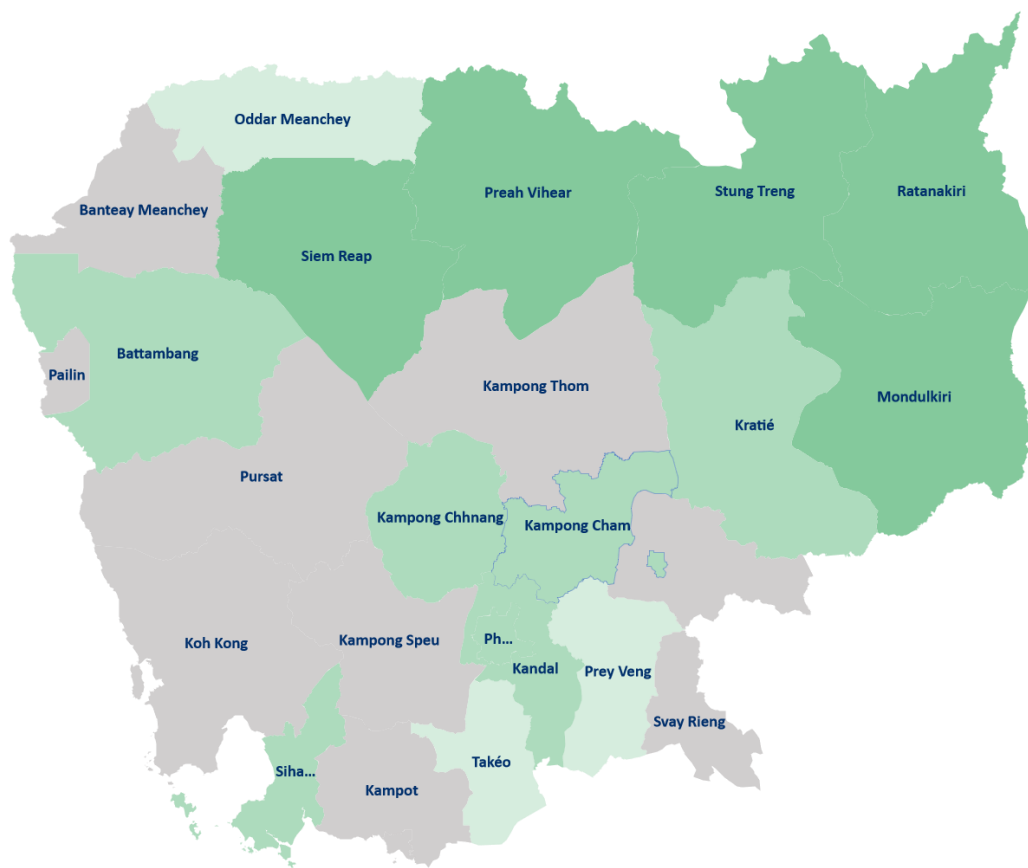 Oddar Meanchey
Banteay Meanchey
Preah Vihear
Stung Treng
Ratanakiri
Siem Reap
Battambang
Pailin
Kampong Thom
Mondulkiri
Kratié
Pursat
Kampong Chhnang
Kampong Cham
Koh Kong
Kampong Speu
Ph...
Kandal
Prey Veng
Svay Rieng
Takéo
Siha...
Kampot